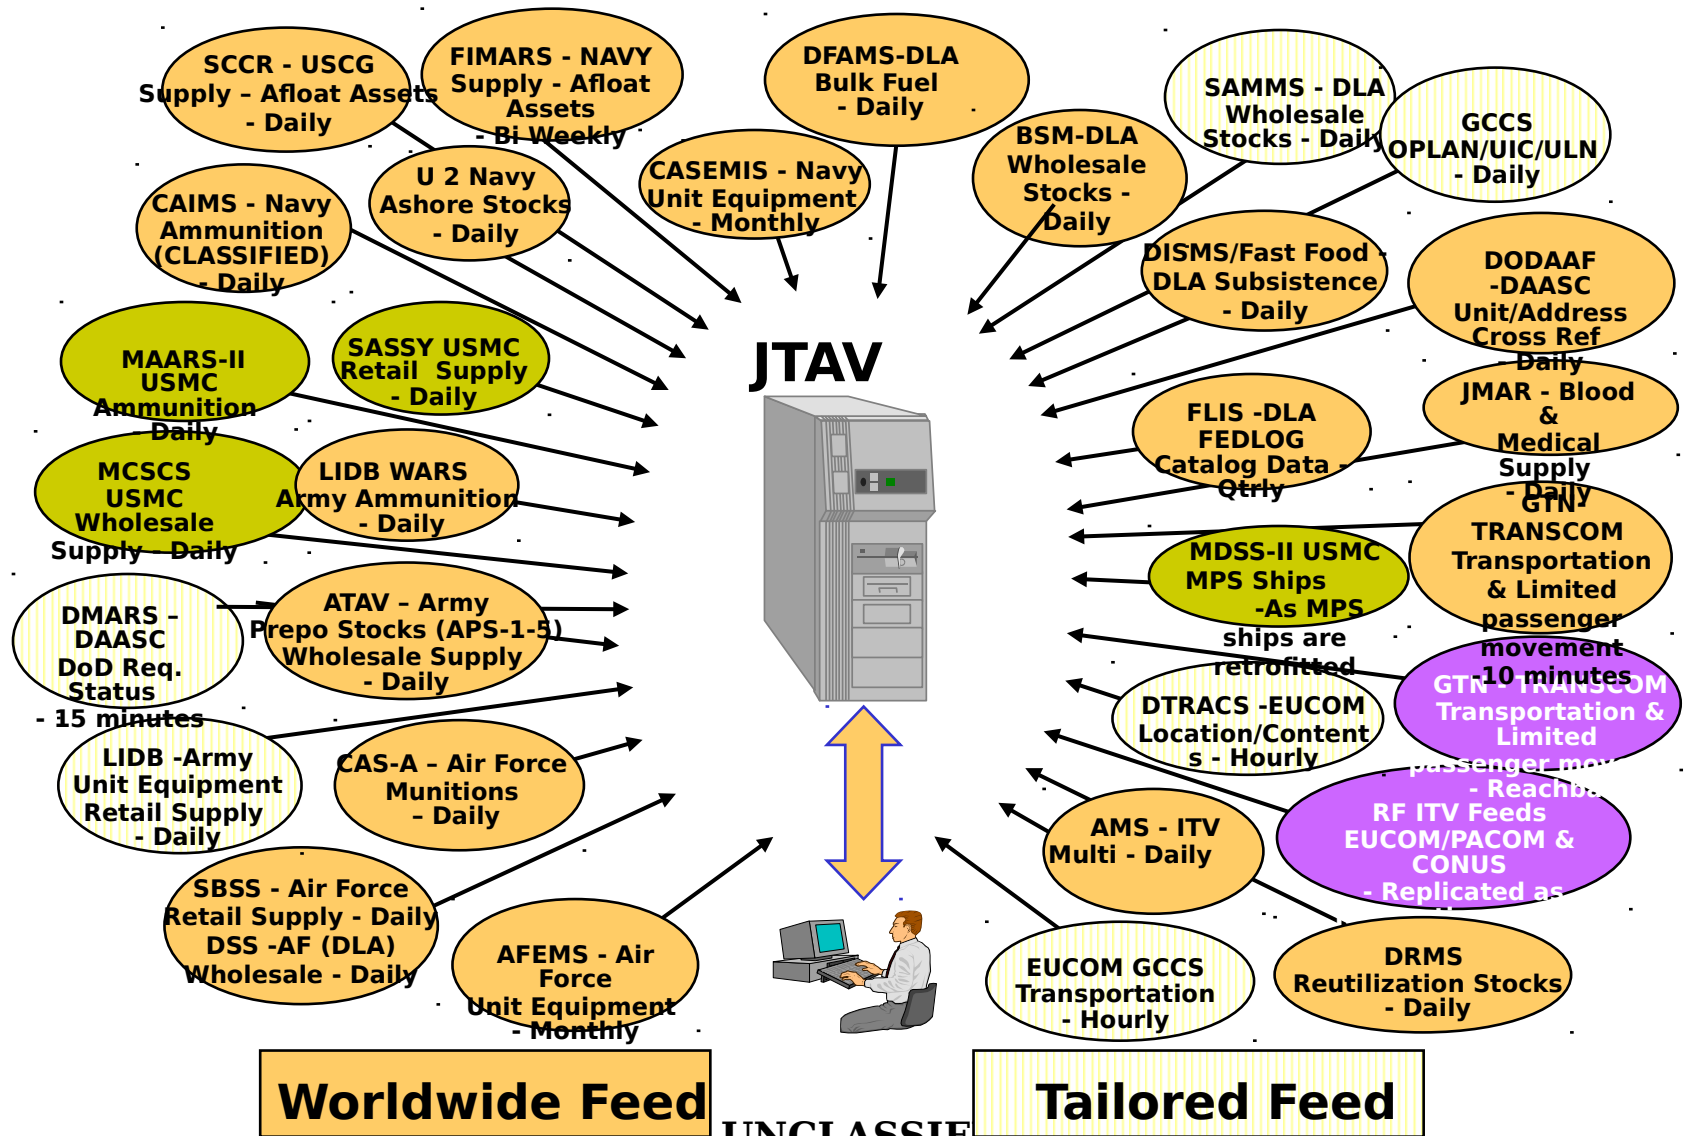 SCCR - USCG
Supply – Afloat Assets
- Daily
FIMARS - NAVY
Supply - Afloat
Assets
- Bi Weekly
DFAMS-DLA
Bulk Fuel
- Daily
SAMMS - DLA
Wholesale
Stocks - Daily
GCCS
OPLAN/UIC/ULN
- Daily
CAIMS - Navy
Ammunition
(CLASSIFIED)
- Daily
U 2 Navy
Ashore Stocks
- Daily
CASEMIS - Navy
Unit Equipment
- Monthly
BSM-DLA
Wholesale
Stocks -
Daily
DISMS/Fast Food -
DLA Subsistence
- Daily
DODAAF
-DAASC
Unit/Address
Cross Ref
- Daily
MAARS-II
USMC
Ammunition
- Daily
SASSY USMC
Retail Supply
- Daily
JTAV
FLIS -DLA
FEDLOG
Catalog Data -
Qtrly
JMAR - Blood
&
Medical
Supply
- Daily
MCSCS
USMC
Wholesale
Supply - Daily
LIDB WARS
Army Ammunition
- Daily
GTN-
TRANSCOM
Transportation
& Limited
passenger
movement
-10 minutes
MDSS-II USMC
MPS Ships
-As MPS
ships are
retrofitted
DMARS –
DAASC
DoD Req.
Status
- 15 minutes
ATAV – Army
Prepo Stocks (APS-1-5)
Wholesale Supply
- Daily
GTN - TRANSCOM
Transportation &
Limited
passenger
- Reachba
DTRACS -EUCOM
Location/Content
s - Hourly
LIDB -Army
Unit Equipment
Retail Supply
- Daily
CAS-A – Air Force
Munitions
– Daily
RF ITV Feeds
EUCOM/PACOM &
CONUS
- Replicated as
AMS - ITV
Multi - Daily
SBSS - Air Force
Retail Supply - Daily
DSS -AF (DLA)
Wholesale - Daily
AFEMS - Air
Force
Unit Equipment
- Monthly
EUCOM GCCS
Transportation
- Hourly
DRMS
Reutilization Stocks
- Daily
Worldwide Feed
UNCLASSIF
Tailored Feed